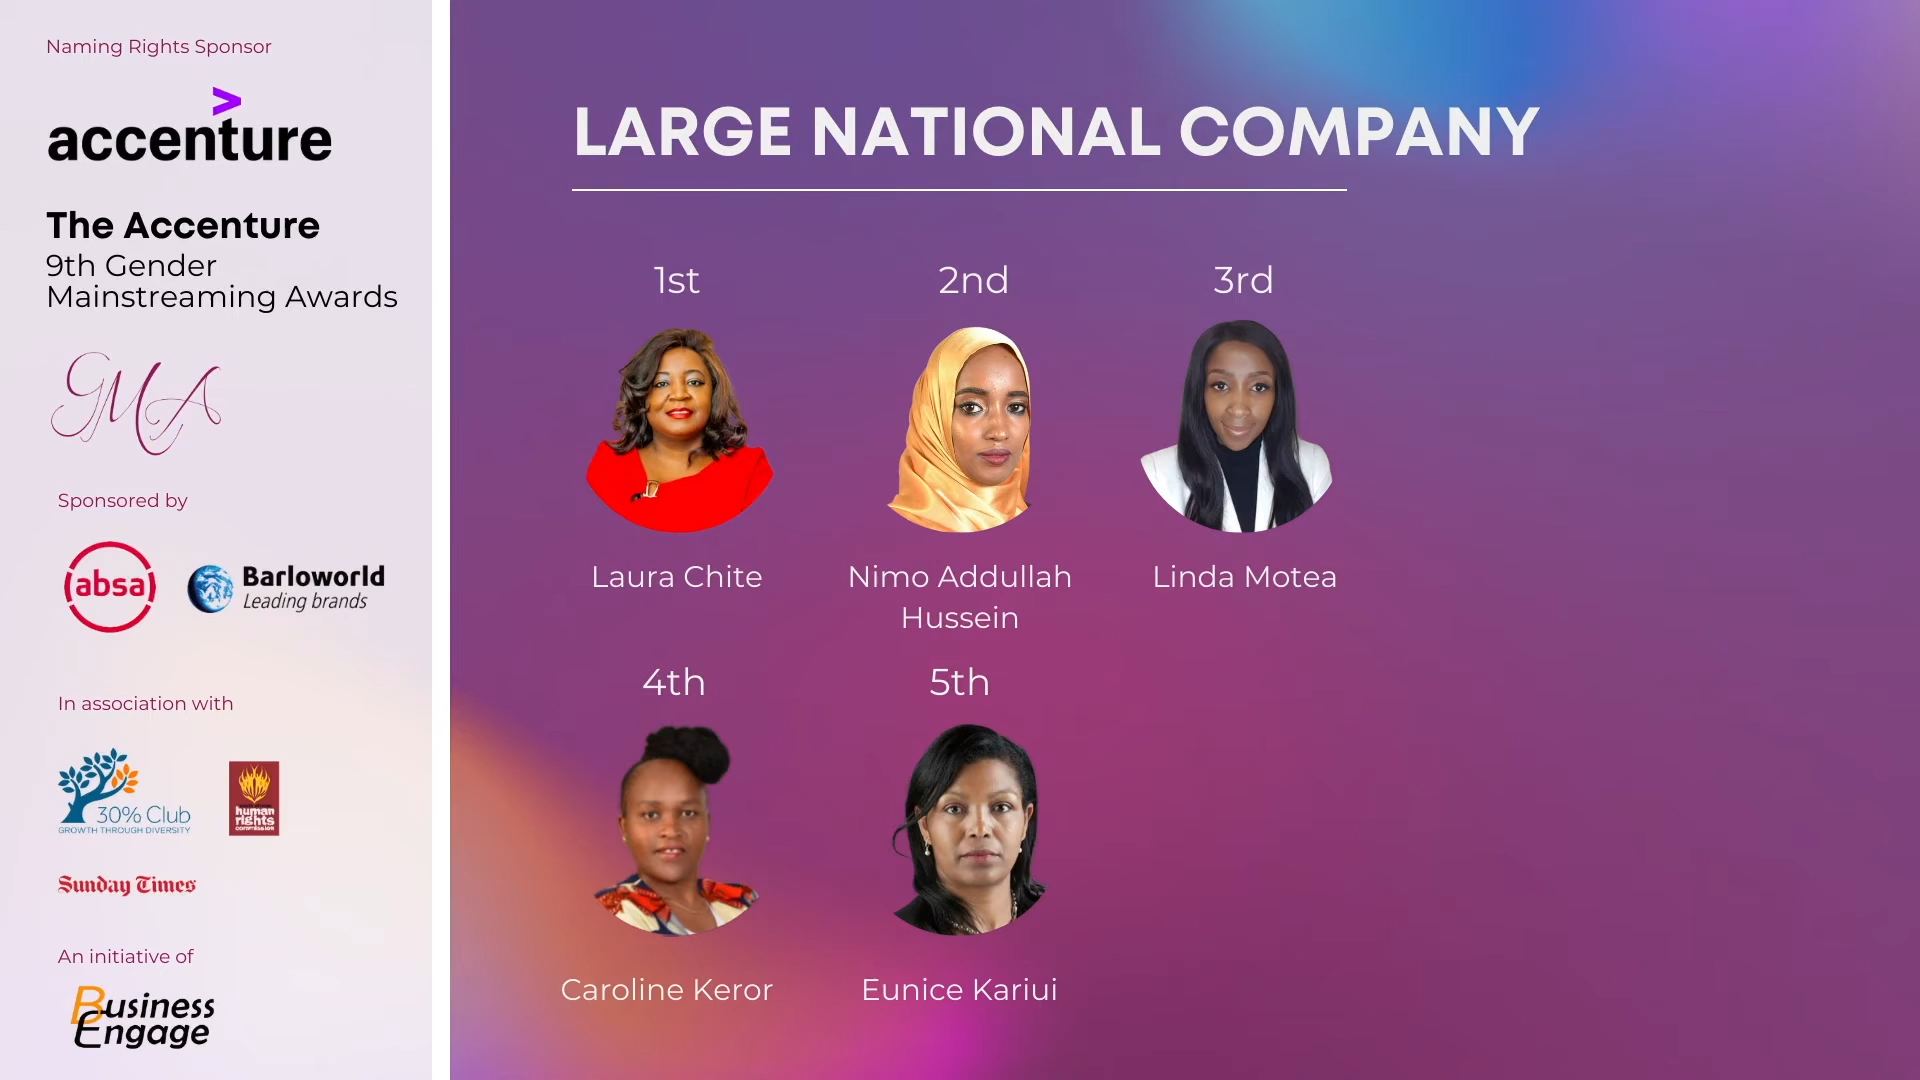 Naming Rights Sponsor
>
accenture
The Accenture
9th Gender
Mainstreaming Awards
GMA
Sponsored by
absa
Barloworld
Leading brands
In association with
30% Club
GROWTH THROUGH DIVERSITY
human
rights
commission
Sunday Times
An initiative of
Business
Engage
LARGE NATIONAL COMPANY
1st
2nd
3rd
Laura Chite
Nimo Addullah
Hussein
Linda Motea
4th
5th
Caroline Keror
Eunice Kariui